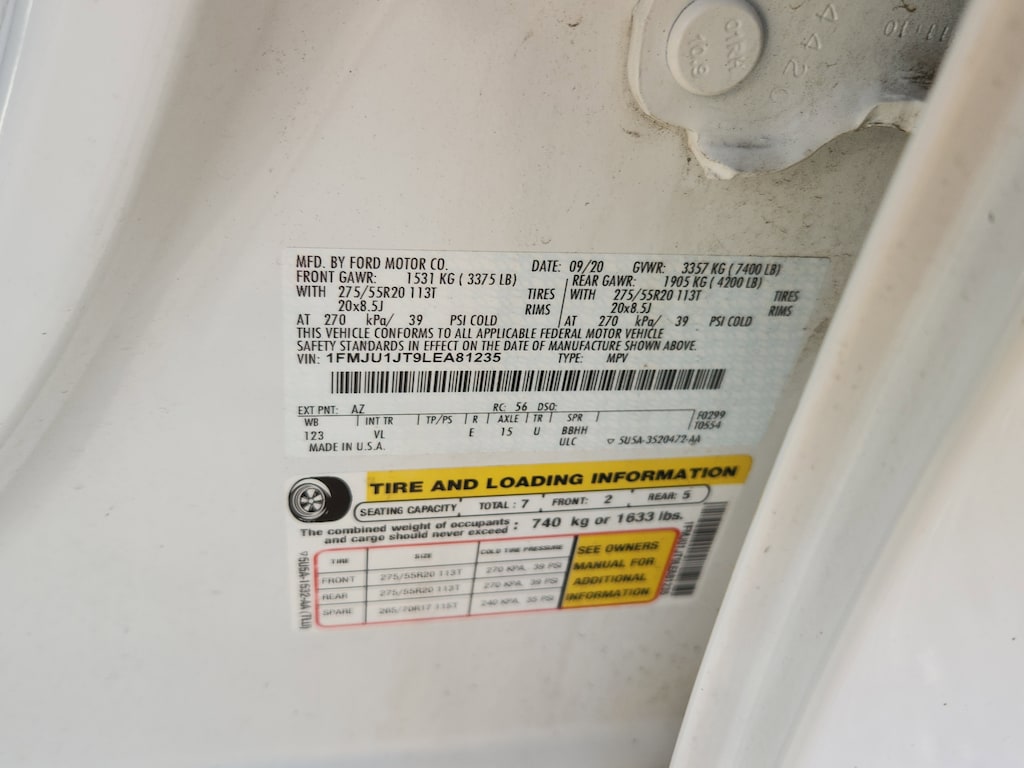 MFD. BY FORD MOTOR CO. DATE: 09/20 GVWR: 3357 KG ( 7400 LB)
FRONT GAWR: 1531 KG ( 3375 LB) REAR GAWR: 1905 KG ( 4200 LB)
WITH 275/55R20 113T TIRES WITH 275/55R20 113T TIRES
20x8.5J RIMS 20x8.5J RIMS
AT 270 kPa/ 39 PSI COLD AT 270 kPa/ 39 PSI COLD
THIS VEHICLE CONFORMS TO ALL APPLICABLE FEDERAL MOTOR VEHICLE
SAFETY STANDARDS IN EFFECT ON THE DATE OF MANUFACTURE SHOWN ABOVE.
VIN: 1FMJU1JT9LEA81235 TYPE: MPV
EXT PNT: AZ RC: 56 DSO:
WB INT TR TP/PS R AXLE TR SPR F0299
T0554
123 VL E 15 U BBHH
ULC 5U5A-3520472-AA
MADE IN U.S.A.
TIRE AND LOADING INFORMATION
SEATING CAPACITY TOTAL : 7 FRONT: 2 REAR: 5
The combined weight of occupants and cargo should never exceed : 740 kg or 1633 lbs.
TIRE SIZE COLD TIRE PRESSURE
FRONT 275/55R20 113T 270 KPA, 39 PSI
REAR 275/55R20 113T 270 KPA, 39 PSI
SPARE 265/70R17 115T 240 KPA, 35 PSI
SEE OWNERS
MANUAL FOR
ADDITIONAL
INFORMATION
5U5A-1532-AA
442